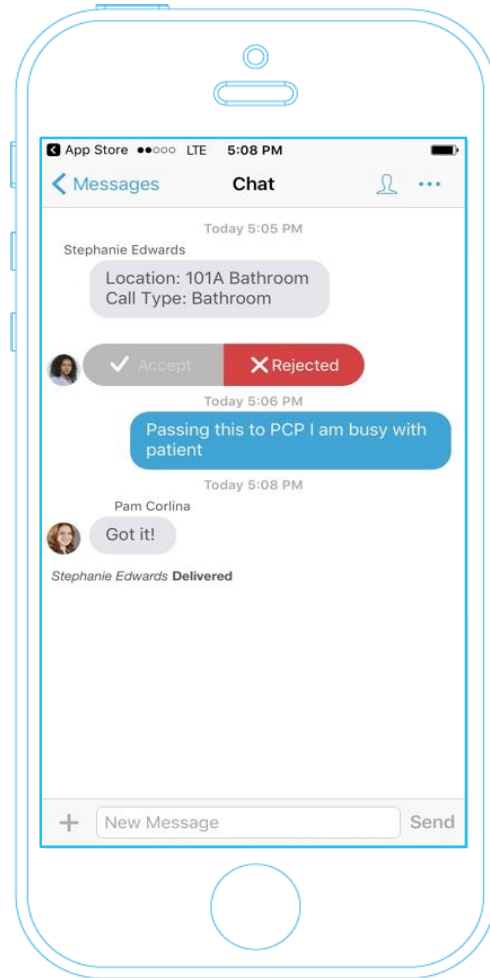 App Store LTE 5:08 PM
Messages Chat
Today 5:05 PM
Stephanie Edwards
Location: 101A Bathroom
Call Type: Bathroom
Accept Rejected
Today 5:06 PM
Passing this to PCP I am busy with
patient
Today 5:08 PM
Pam Corlina
Got it!
Stephanie Edwards Delivered
New Message Send